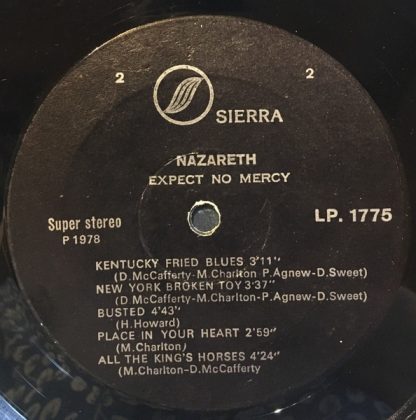 2 2
SIERRA
NAZARETH
EXPECT NO MERCY
Super stereo
P 1978
LP. 1775
KENTUCKY FRIED BLUES 3'11"
(D.McCafferty-M.Charlton-P.Agnew-D.Sweet)
NEW YORK BROKEN TOY 3·37"
(D McCafferty-M.Charlton-P.Agnew-D.Sweet)
BUSTED 4'43"
(H.Howard)
PLACE IN YOUR HEART 2'59"
(M.Charlton)
ALL THE KING'S HORSES 4'24"
(M.Charlton-D.McCafferty